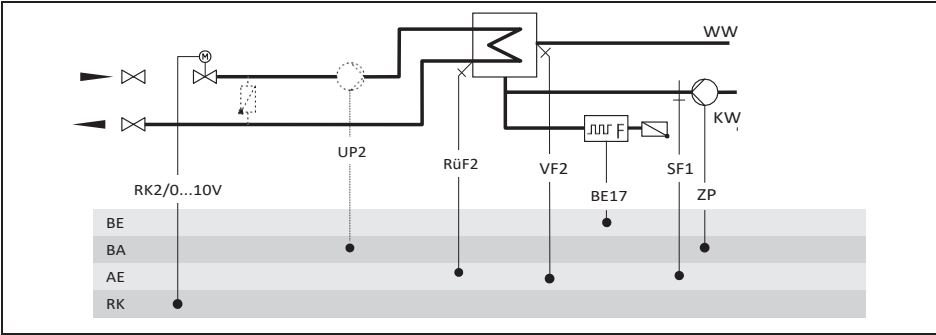 WW
M
KW
F
UP2
RüF2
VF2
SF1
RK2/0...10V
BE17
ZP
BE
BA
AE
RK